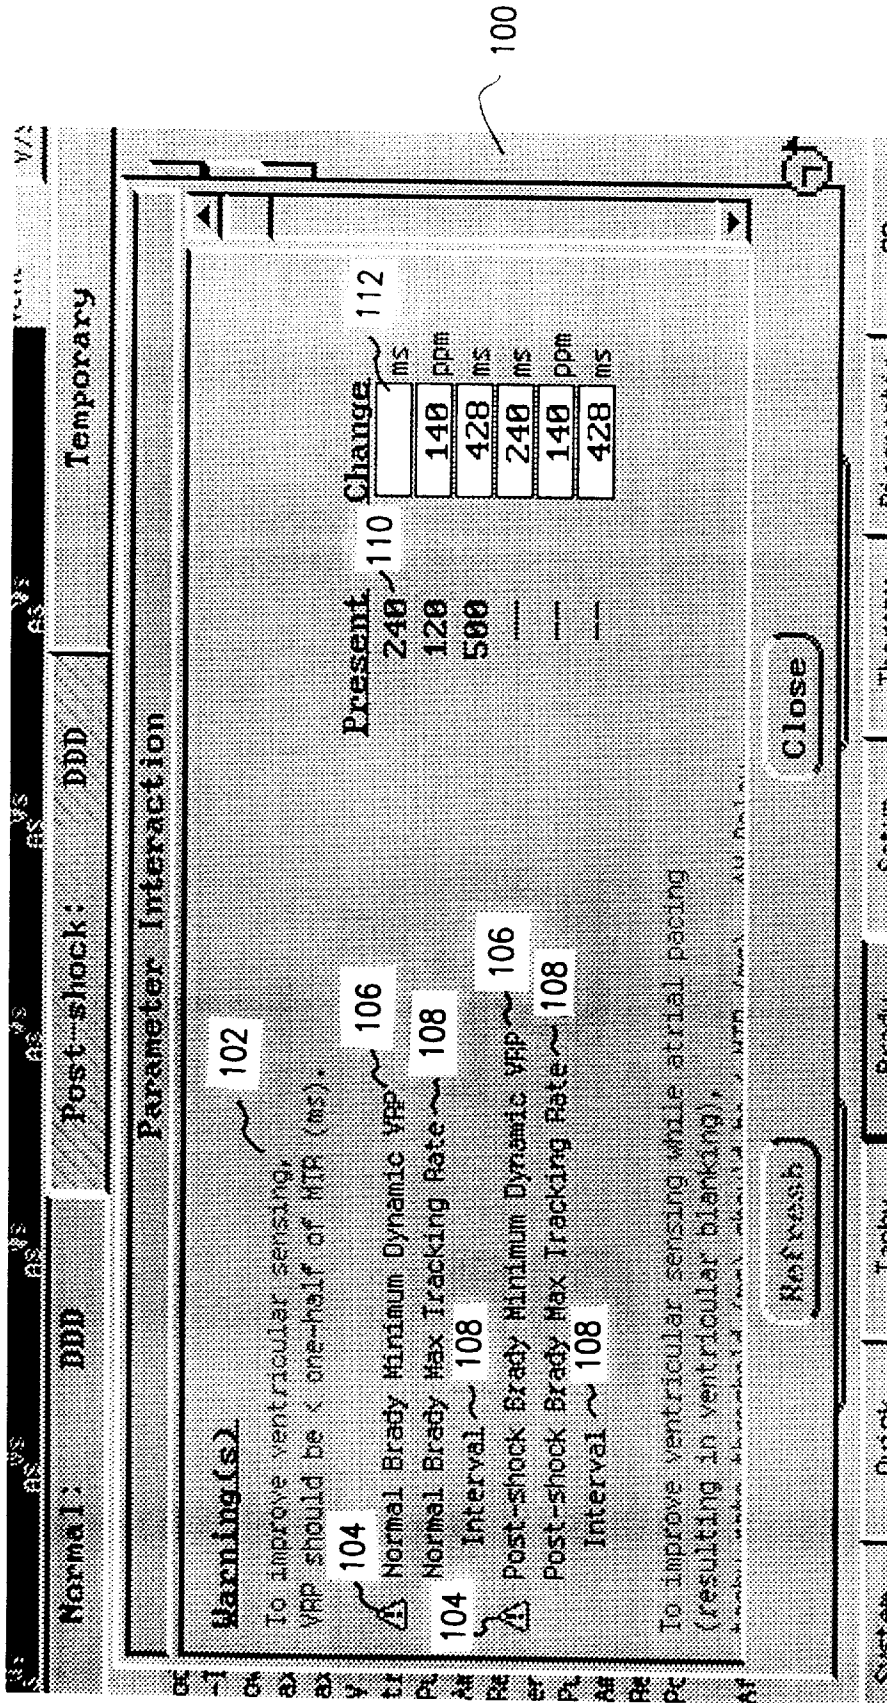 Normal: DDD Post-shock: DDD Temporary
Parameter Interaction
Warning(s)
To improve ventricular sensing,
VRP should be < one-half of MTR (ms).
102
Present Change
104 Normal Brady Minimum Dynamic VRP 106 240 110 ms 112
Normal Brady Max Tracking Rate 108 120 140 ppm
Interval 108 500 428 ms
104 Post-shock Brady Minimum Dynamic VRP 106 — 240 ms
Post-shock Brady Max Tracking Rate 108 — 140 ppm
Interval 108 — 428 ms
To improve ventricular sensing while atrial pacing
(resulting in ventricular blanking),
Refresh Close
100